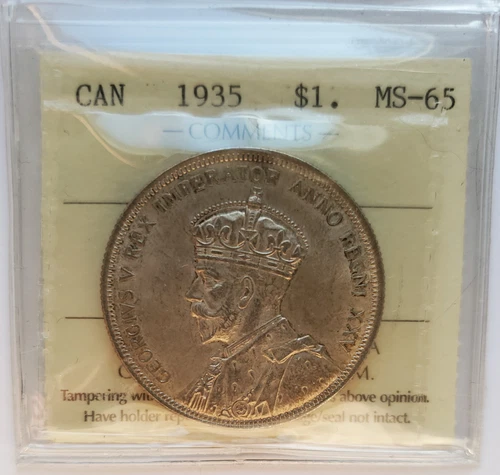 CAN 1935 $1. MS-65
— COMMENTS —
GEORGIVS V REX IMPERATOR ANNO REGNI XXV
A
C M.
Tampering with above opinion.
Have holder seal not intact.